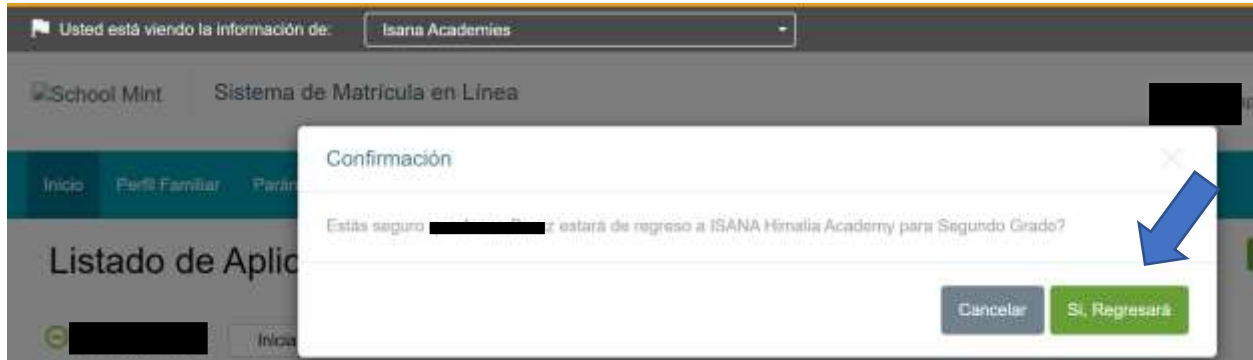 Usted está viendo la información de: Isana Academies
School Mint Sistema de Matrícula en Línea
Confirmación
Inicio Perfil Familiar
Estás seguro estará de regreso a ISANA Himalia Academy para Segundo Grado?
Listado de Aplic
Cancelar Si, Regresará
Inicia